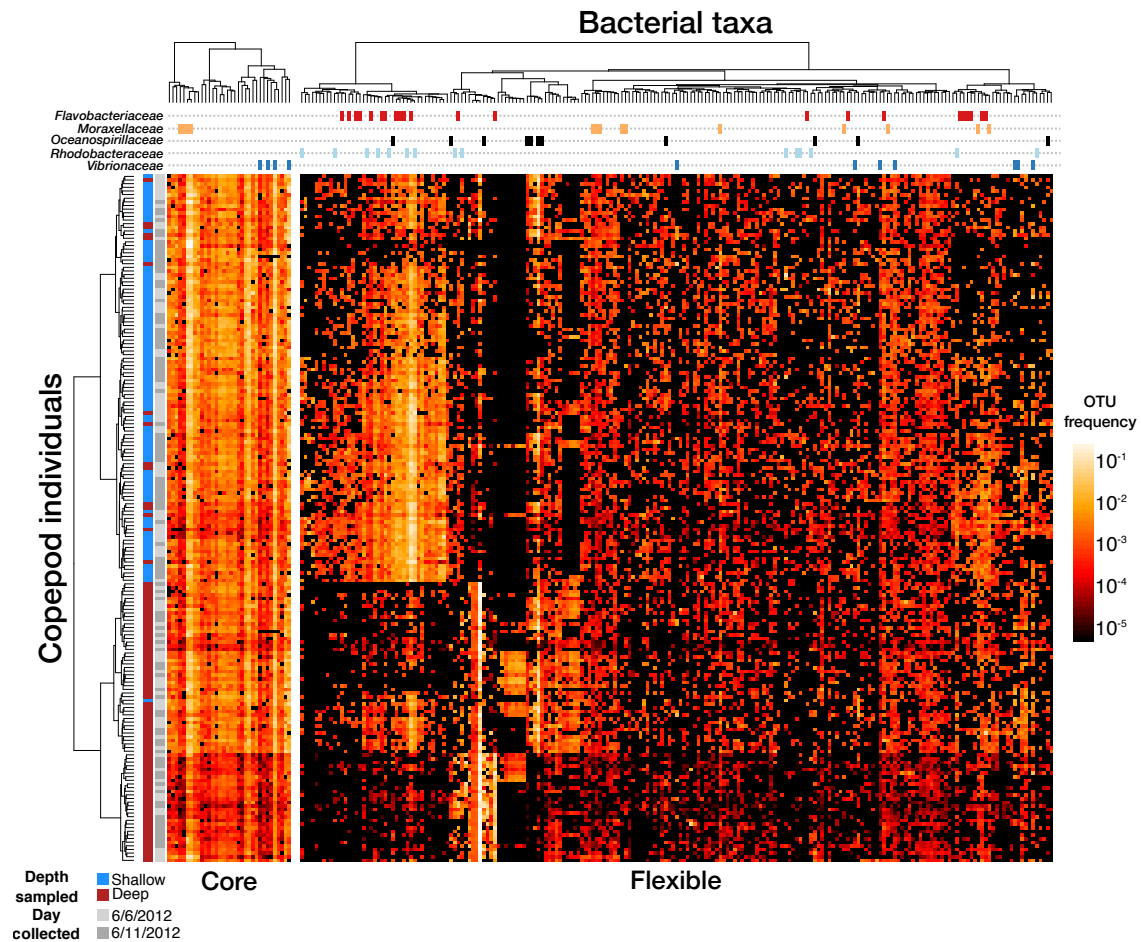 Bacterial taxa
Flavobacteriaceae
Moraxellaceae
Oceanospirillaceae
Rhodobacteraceae
Vibrionaceae
Copepod individuals
OTU
frequency
10-1
10-2
10-3
10-4
10-5
Core
Flexible
Depth
sampled
Shallow
Deep
Day
collected
6/6/2012
6/11/2012